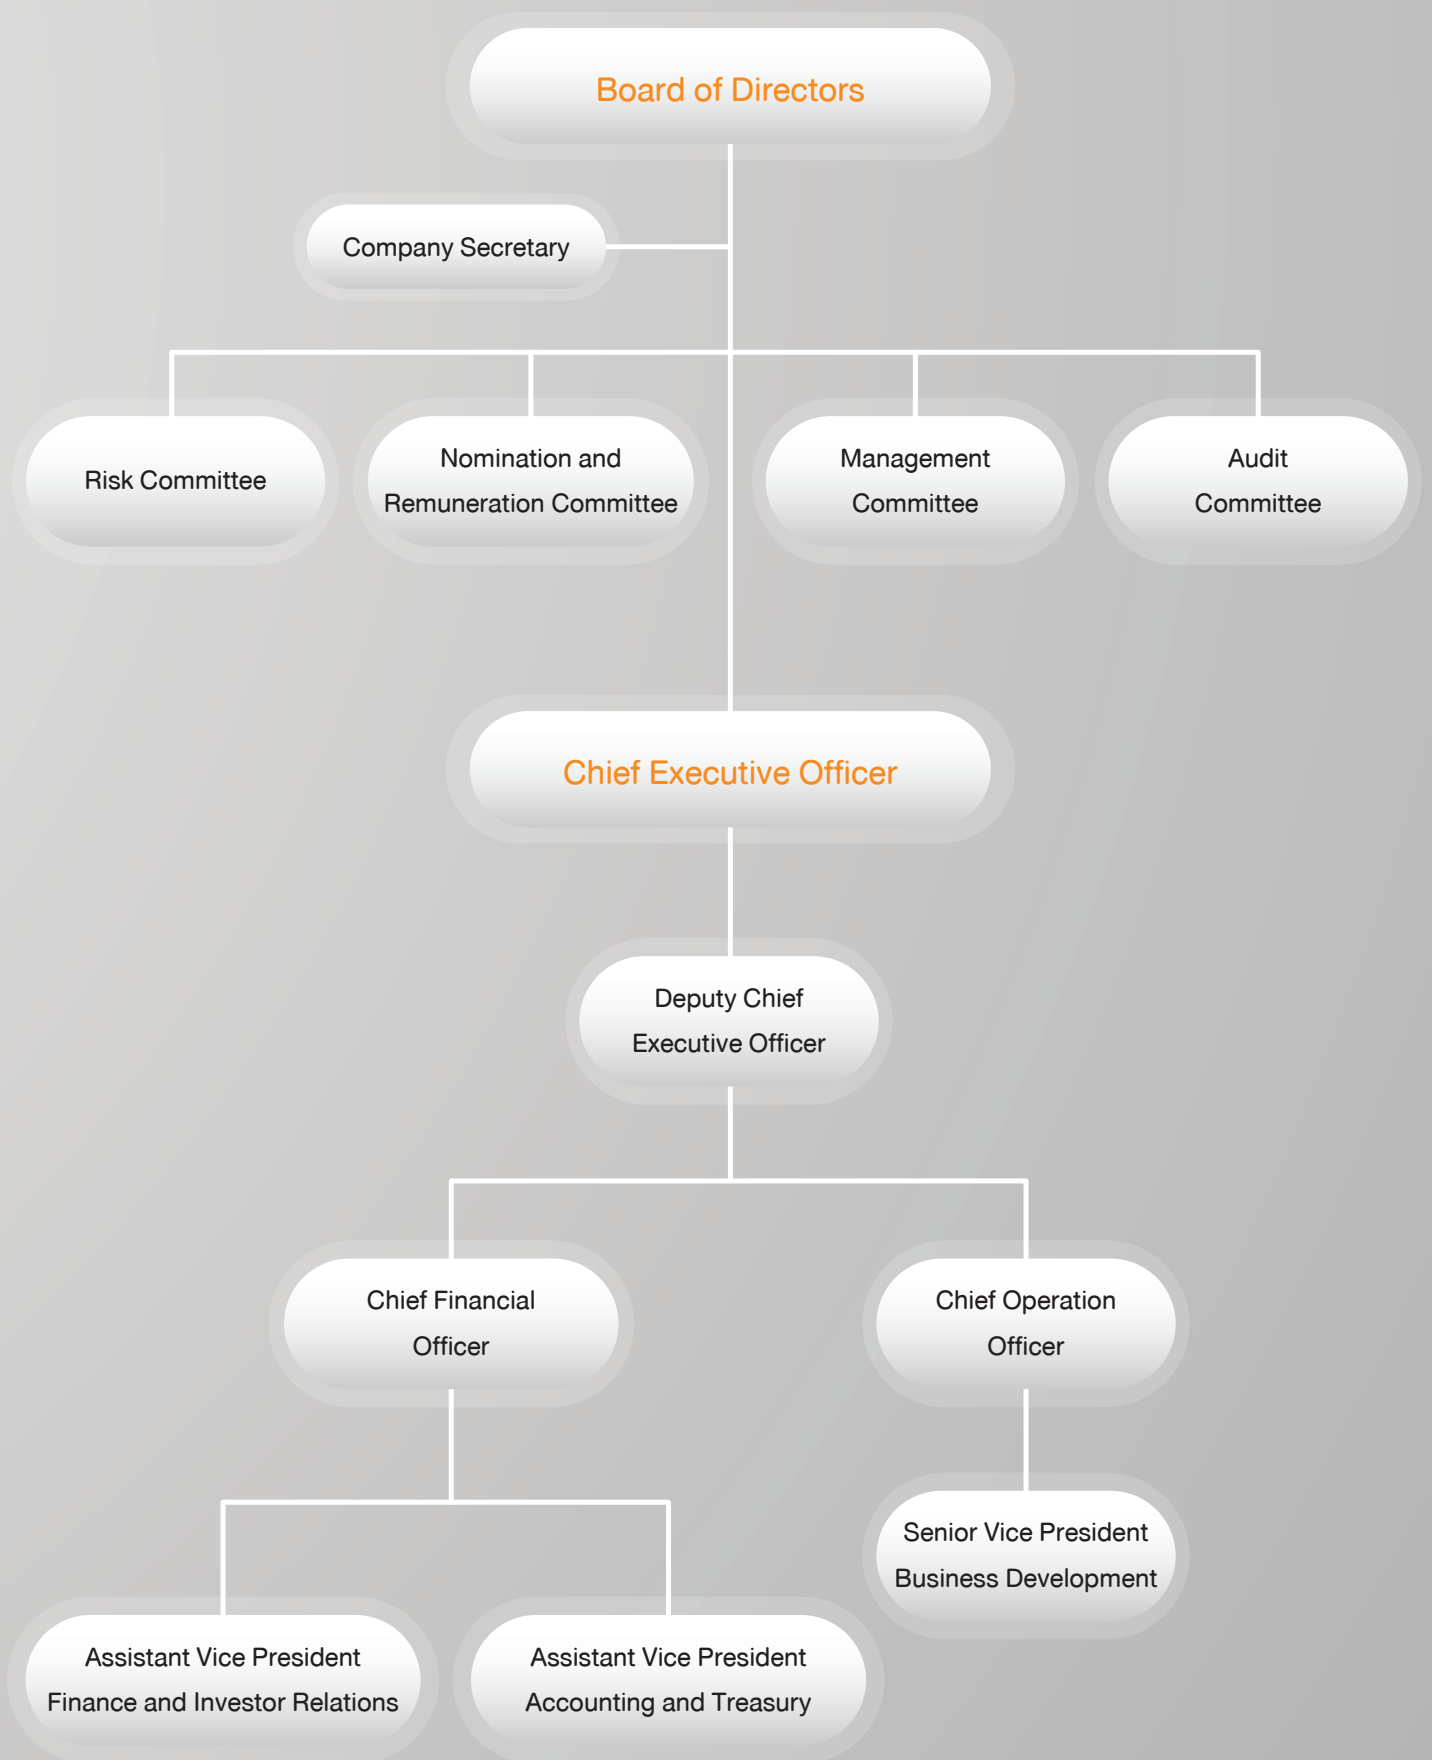 Board of Directors
Company Secretary
Risk Committee
Nomination and
Remuneration Committee
Management
Committee
Audit
Committee
Chief Executive Officer
Deputy Chief
Executive Officer
Chief Financial
Officer
Chief Operation
Officer
Senior Vice President
Business Development
Assistant Vice President
Finance and Investor Relations
Assistant Vice President
Accounting and Treasury